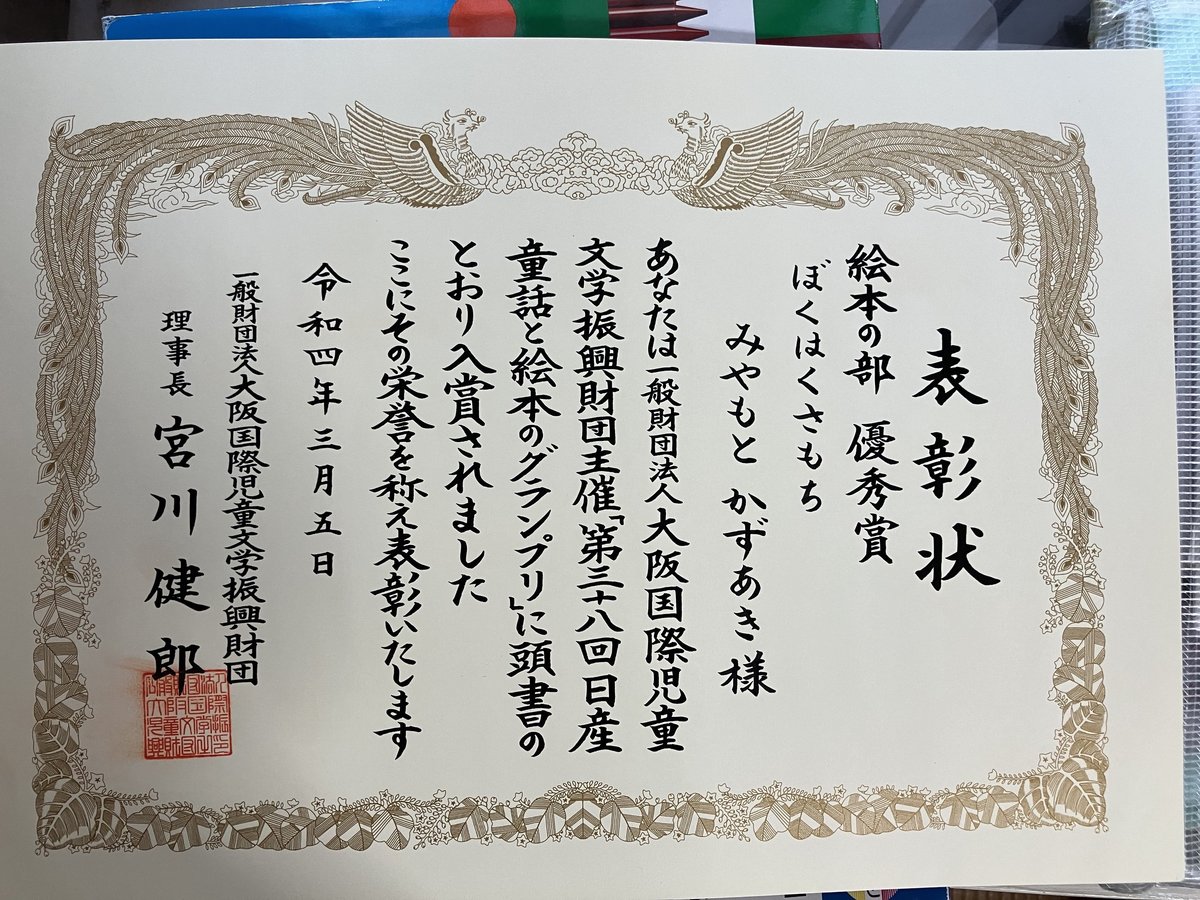 表彰状
絵本の部 優秀賞
ぼくはくさもち
みやもと かずあき 様
あなたは一般財団法人大阪国際児童
文学振興財団主催「第三十八回日産
童話と絵本のグランプリ」に頭書の
とおり入賞されました
ここにその栄誉を称え表彰いたします
令和四年三月五日
一般財団法人大阪国際児童文学振興財団
理事長 宮川健郎